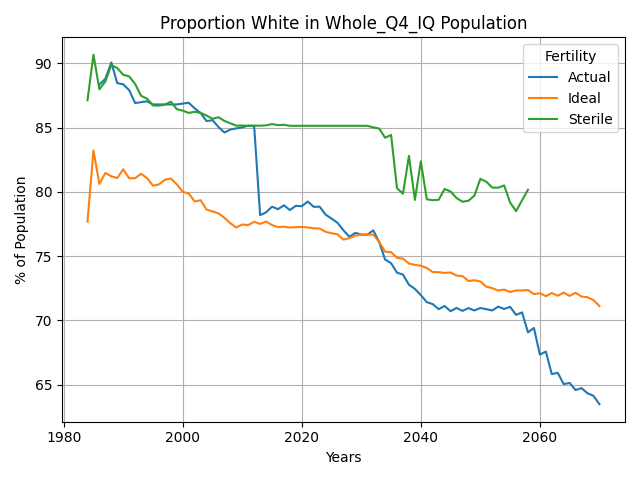 Proportion White in Whole_Q4_IQ Population
Fertility
Actual
Ideal
Sterile
% of Population
90
85
80
75
70
65
1980
2000
2020
2040
2060
Years